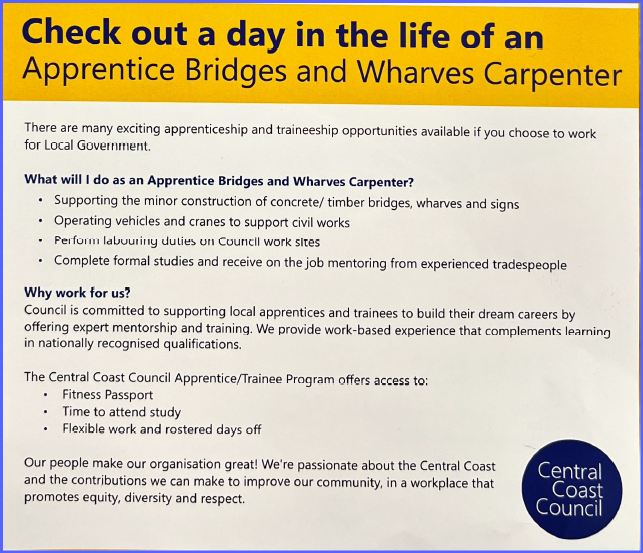 Check out a day in the life of an
Apprentice Bridges and Wharves Carpenter
There are many exciting apprenticeship and traineeship opportunities available if you choose to work
for Local Government.
What will I do as an Apprentice Bridges and Wharves Carpenter?
• Supporting the minor construction of concrete/ timber bridges, wharves and signs
• Operating vehicles and cranes to support civil works
• Perform labouring duties on Council work sites
• Complete formal studies and receive on the job mentoring from experienced tradespeople
Why work for us?
Council is committed to supporting local apprentices and trainees to build their dream careers by
offering expert mentorship and training. We provide work-based experience that complements learning
in nationally recognised qualifications.
The Central Coast Council Apprentice/Trainee Program offers access to:
• Fitness Passport
• Time to attend study
• Flexible work and rostered days off
Our people make our organisation great! We're passionate about the Central Coast
and the contributions we can make to improve our community, in a workplace that
promotes equity, diversity and respect.
Central
Coast
Council